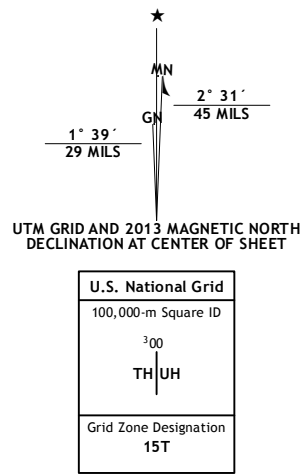 ★
MN
GN
2° 31´
45 MILS
1° 39´
29 MILS
UTM GRID AND 2013 MAGNETIC NORTH
DECLINATION AT CENTER OF SHEET
U.S. National Grid
100,000-m Square ID
³00
TH UH
Grid Zone Designation
15T